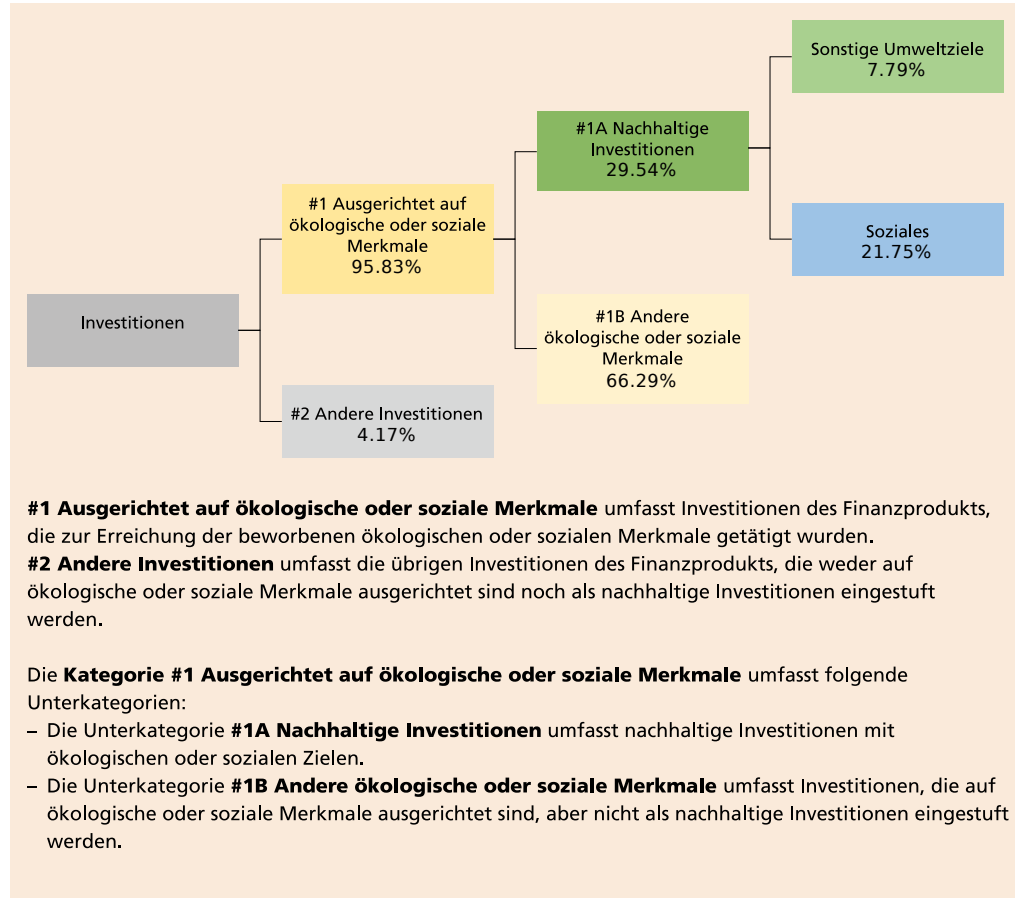 Sonstige Umweltziele
7.79%
#1A Nachhaltige
Investitionen
29.54%
#1 Ausgerichtet auf
ökologische oder soziale
Merkmale
95.83%
Soziales
21.75%
Investitionen
#1B Andere
ökologische oder soziale
Merkmale
66.29%
#2 Andere Investitionen
4.17%
#1 Ausgerichtet auf ökologische oder soziale Merkmale umfasst Investitionen des Finanzprodukts,
die zur Erreichung der beworbenen ökologischen oder sozialen Merkmale getätigt wurden.
#2 Andere Investitionen umfasst die übrigen Investitionen des Finanzprodukts, die weder auf
ökologische oder soziale Merkmale ausgerichtet sind noch als nachhaltige Investitionen eingestuft
werden.
Die Kategorie #1 Ausgerichtet auf ökologische oder soziale Merkmale umfasst folgende
Unterkategorien:
– Die Unterkategorie #1A Nachhaltige Investitionen umfasst nachhaltige Investitionen mit
ökologischen oder sozialen Zielen.
– Die Unterkategorie #1B Andere ökologische oder soziale Merkmale umfasst Investitionen, die auf
ökologische oder soziale Merkmale ausgerichtet sind, aber nicht als nachhaltige Investitionen eingestuft
werden.